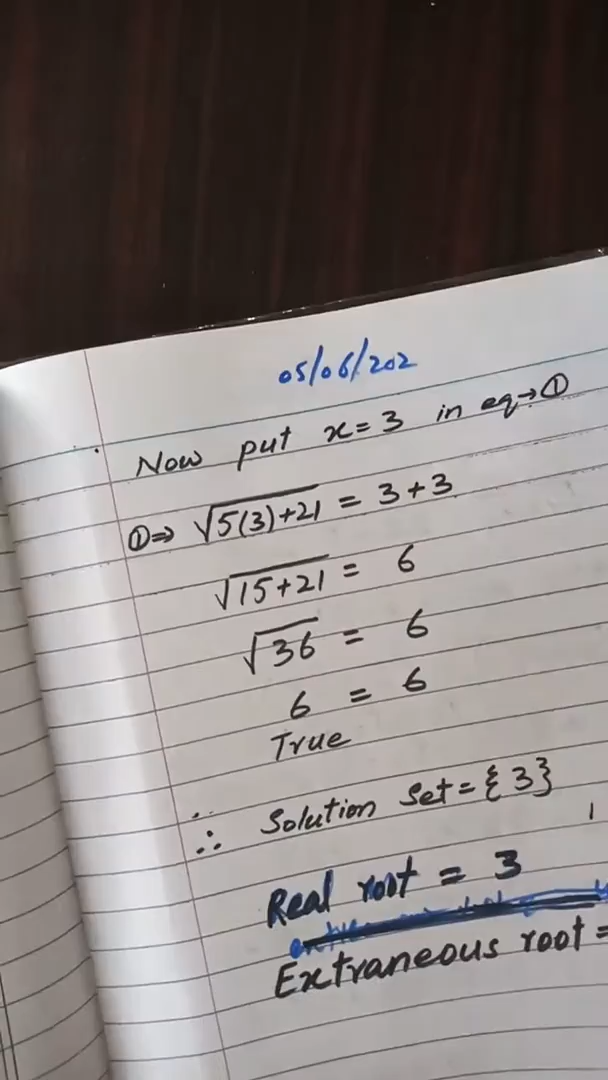 05/06/202
Now put x = 3 in eq→①
①⇒ √5(3)+21 = 3+3
√15+21 = 6
√36 = 6
6 = 6
True
∴ Solution Set = {3}
Real root = 3
Extraneous root =